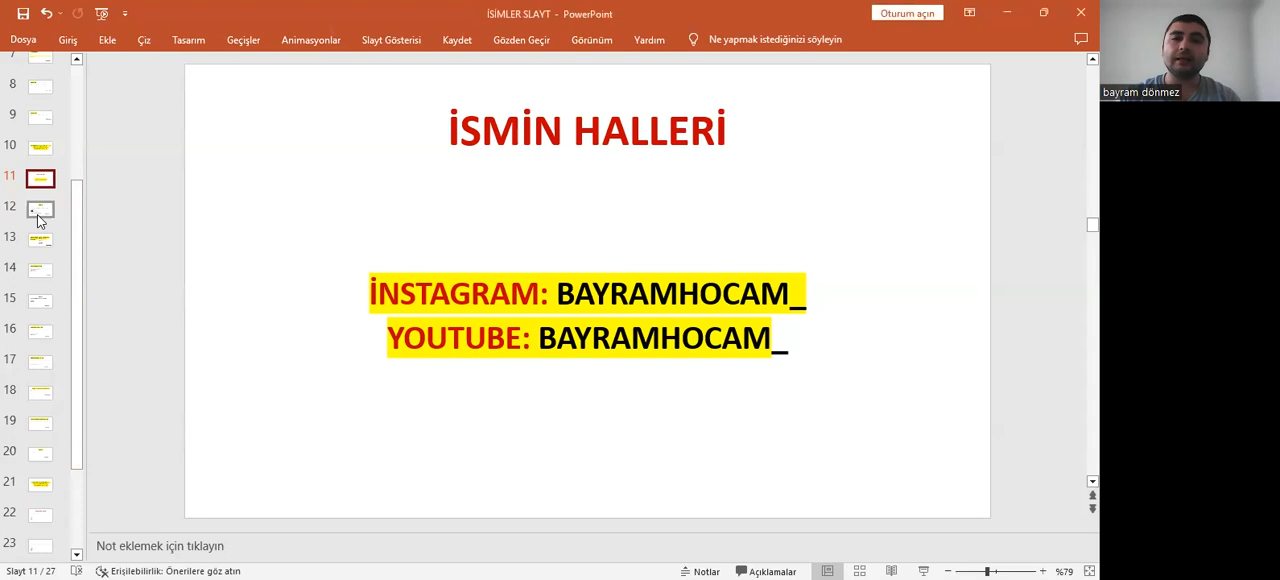 İSİMLER SLAYT - PowerPoint
Oturum açın
Dosya Giriş Ekle Çiz Tasarım Geçişler Animasyonlar Slayt Gösterisi Kaydet Gözden Geçir Görünüm Yardım Ne yapmak istediğinizi söyleyin
bayram dönmez
7
8
9
10
11
12
13
14
15
16
17
18
19
20
21
22
23
İSMİN HALLERİ
İNSTAGRAM: BAYRAMHOCAM_
YOUTUBE: BAYRAMHOCAM_
Not eklemek için tıklayın
Slayt 11 / 27 Erişilebilirlik: Önerilere göz atın Notlar Açıklamalar %79